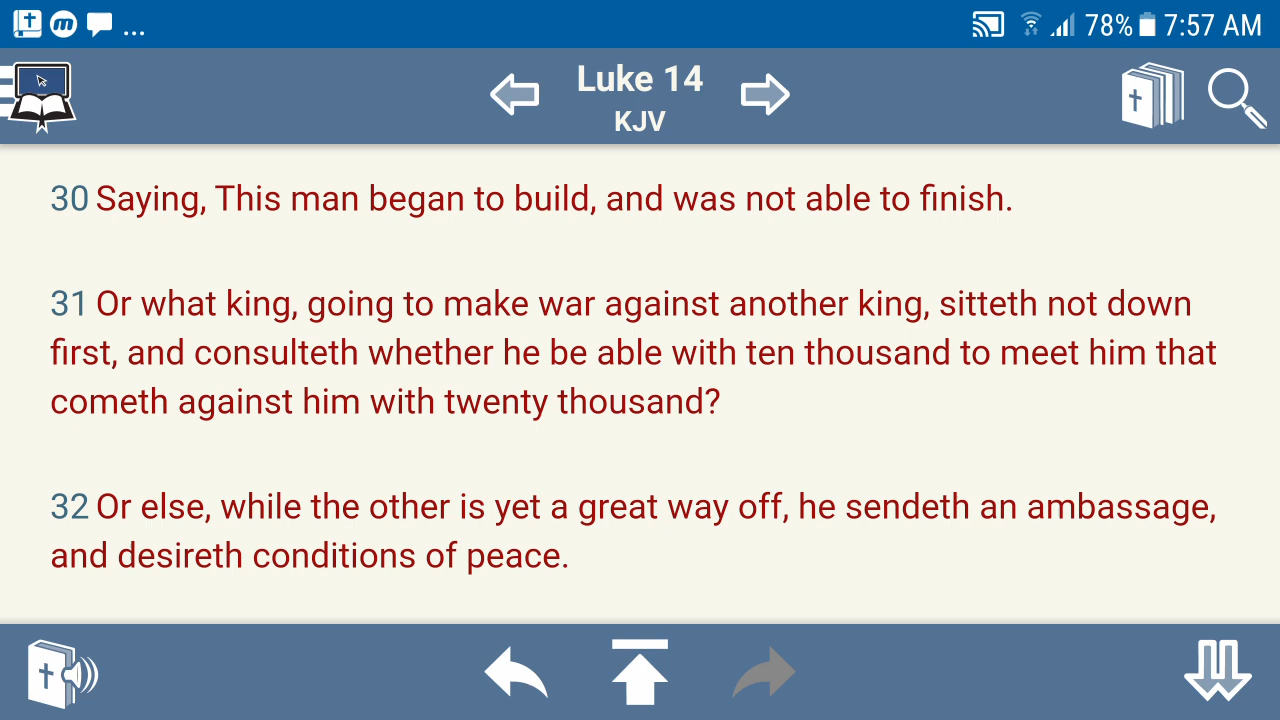 ... 78% 7:57 AM
Luke 14
KJV
30 Saying, This man began to build, and was not able to finish.
31 Or what king, going to make war against another king, sitteth not down
first, and consulteth whether he be able with ten thousand to meet him that
cometh against him with twenty thousand?
32 Or else, while the other is yet a great way off, he sendeth an ambassage,
and desireth conditions of peace.